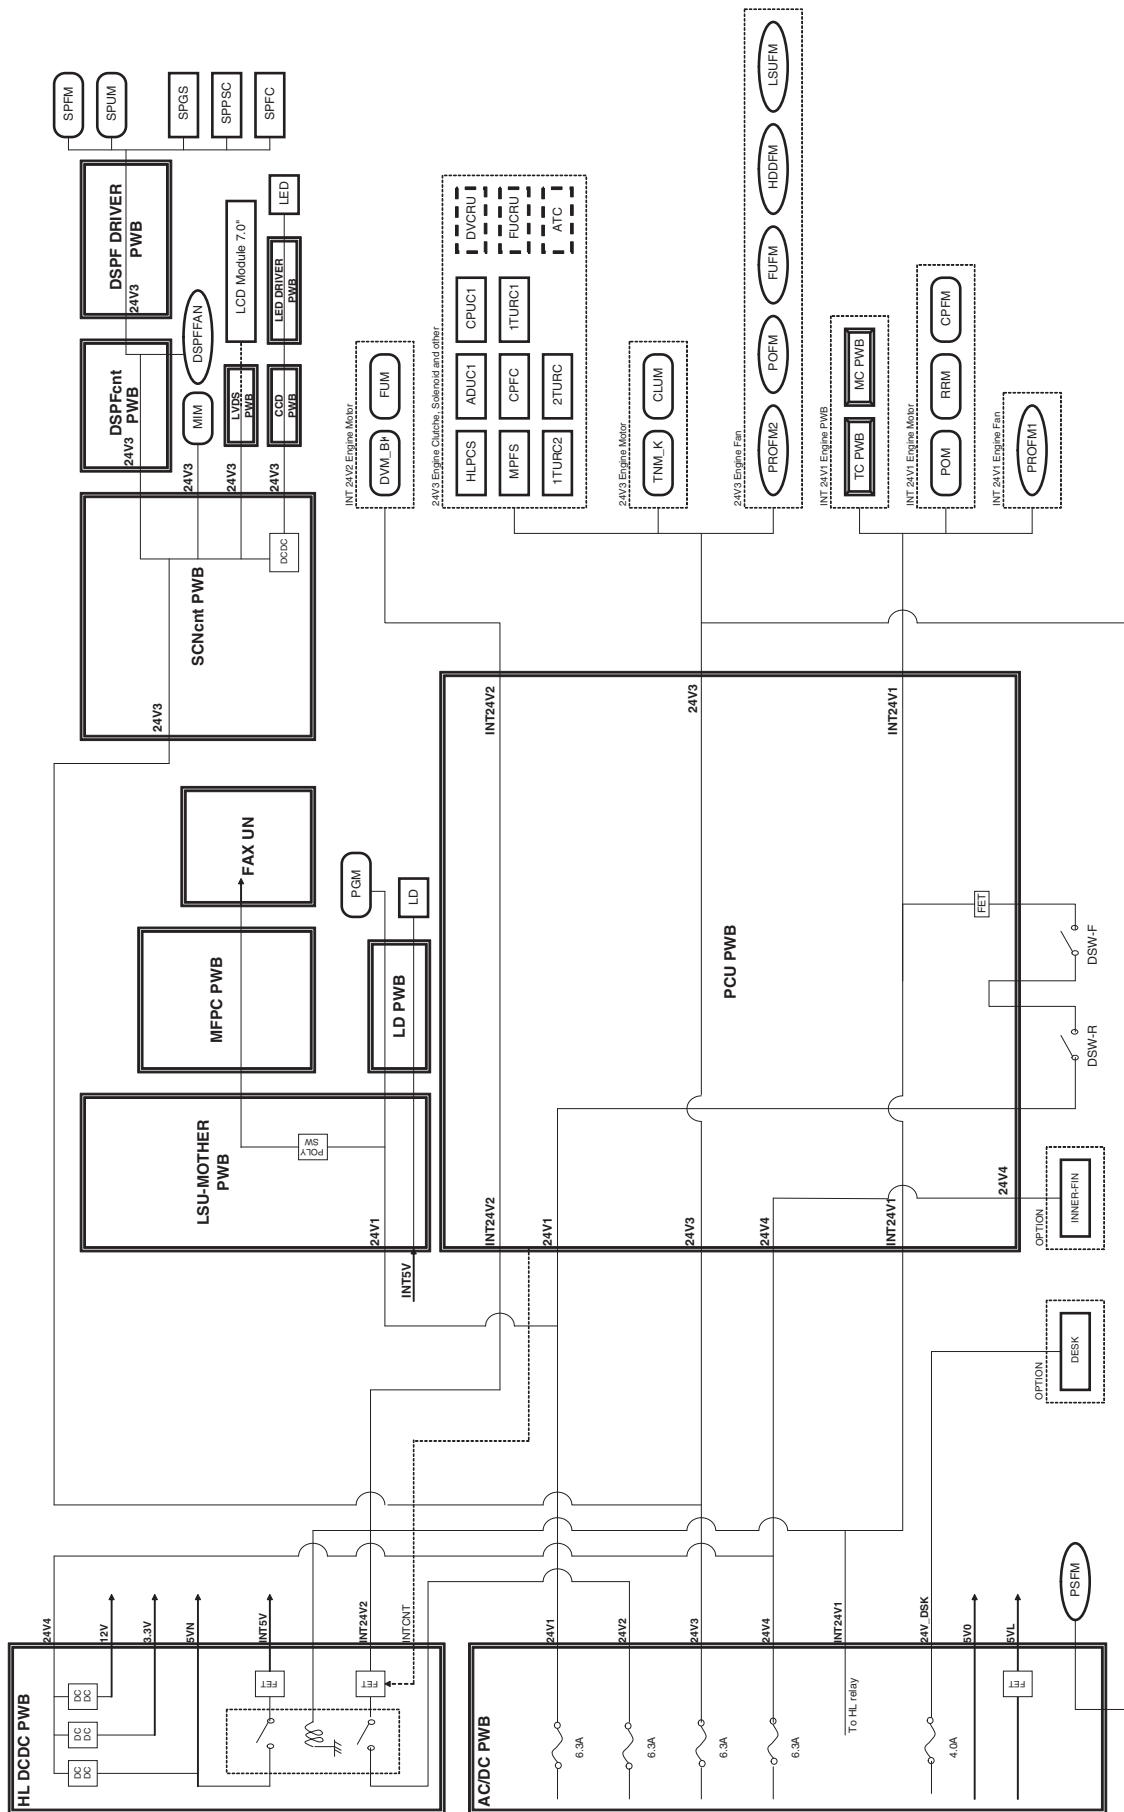 HL DCDC PWB
DC
DC
DC
DC
DC
DC
24V4
12V
3.3V
5VN
FET
INT5V
FET
INT24V2
INTCNT
AC/DC PWB
6.3A
24V1
6.3A
24V2
6.3A
24V3
6.3A
24V4
To HL relay
INT24V1
4.0A
24V_DSK
5V0
FET
5VL
PSFM
OPTION
DESK
OPTION
INNER-FIN
LSU-MOTHER
PWB
POLY
SW
24V1
INT5V
MFPC PWB
FAX UN
LD PWB
PGM
LD
PCU PWB
INT24V2
24V1
24V3
24V4
INT24V1
24V4
INT24V2
24V3
INT24V1
FET
DSW-R
DSW-F
SCNcnt PWB
24V3
DCDC
24V3
24V3
24V3
DSPFcnt
PWB
24V3
DSPF DRIVER
PWB
24V3
DSPFFAN
MIM
LVDS
PWB
LCD Module 7.0"
CCD
PWB
LED DRIVER
PWB
LED
SPFM
SPUM
SPGS
SPPSC
SPFC
INT 24V2 Engine Motor
DVM_BK
FUM
24V3 Engine Clutche, Solenoid and other
HLPCS
ADUC1
CPUC1
DVCRU
MPFS
CPFC
1TURC1
FUCRU
1TURC2
2TURC
ATC
24V3 Engine Motor
TNM_K
CLUM
24V3 Engine Fan
PROFM2
POFM
FUFM
HDDFM
LSUFM
INT 24V1 Engine PWB
TC PWB
MC PWB
INT 24V1 Engine Motor
POM
RRM
CPFM
INT 24V1 Engine Fan
PROFM1